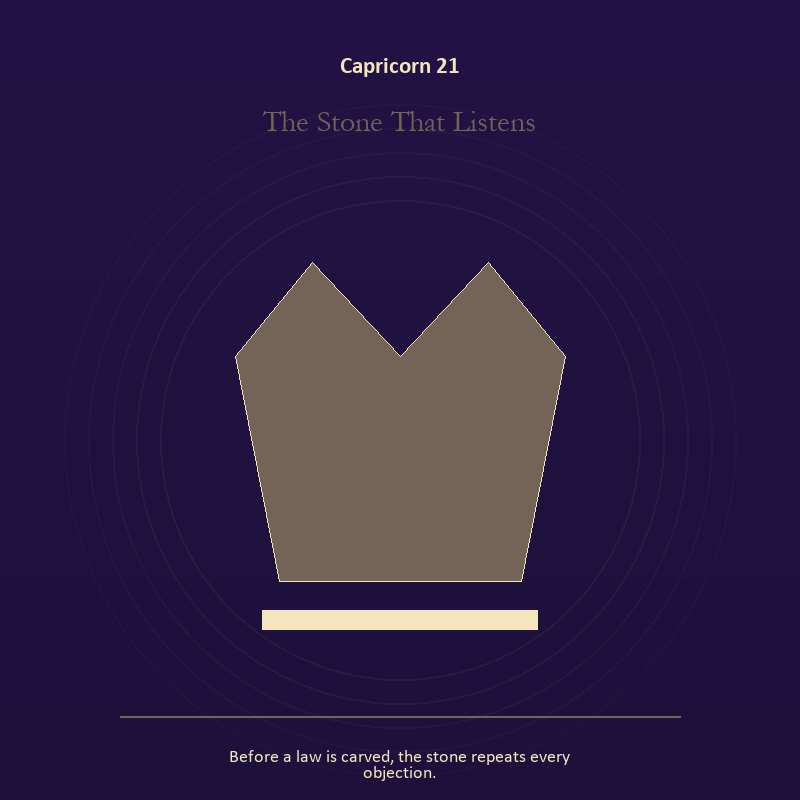 Capricorn 21
The Stone That Listens
Before a law is carved, the stone repeats every
objection.